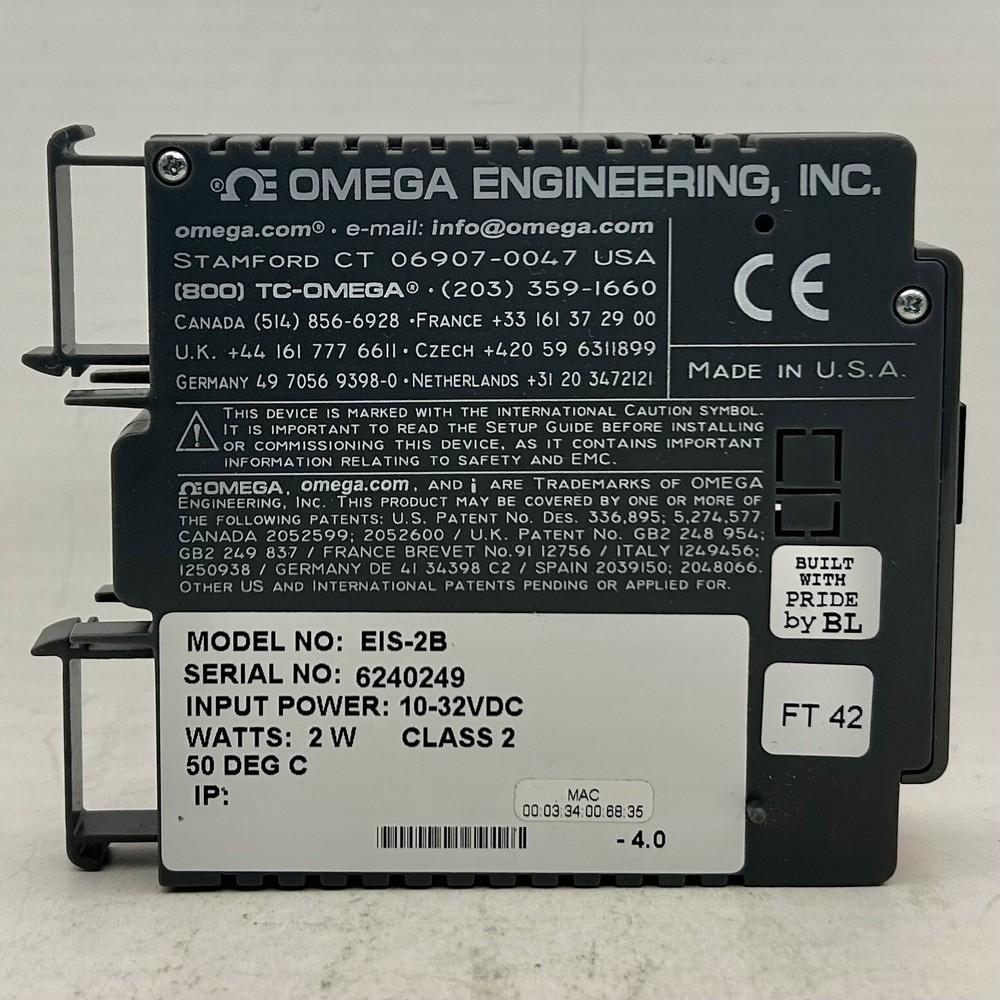 ®ΩE OMEGA ENGINEERING, INC.
omega.com® · e-mail: info@omega.com
STAMFORD CT 06907-0047 USA
(800) TC-OMEGA® · (203) 359-1660
CANADA (514) 856-6928 · FRANCE +33 161 37 29 00
U.K. +44 161 777 6611 · CZECH +420 59 6311899
GERMANY 49 7056 9398-0 · NETHERLANDS +31 20 3472121
CE
MADE IN U.S.A.
THIS DEVICE IS MARKED WITH THE INTERNATIONAL CAUTION SYMBOL.
IT IS IMPORTANT TO READ THE SETUP GUIDE BEFORE INSTALLING
OR COMMISSIONING THIS DEVICE, AS IT CONTAINS IMPORTANT
INFORMATION RELATING TO SAFETY AND EMC.
ΩE OMEGA, omega.com, AND i ARE TRADEMARKS OF OMEGA
ENGINEERING, INC. THIS PRODUCT MAY BE COVERED BY ONE OR MORE OF
THE FOLLOWING PATENTS: U.S. PATENT NO. DES. 336,895; 5,274,577
CANADA 2052599; 2052600 / U.K. PATENT NO. GB2 248 954;
GB2 249 837 / FRANCE BREVET NO. 91 12756 / ITALY 1249456;
1250938 / GERMANY DE 41 34398 C2 / SPAIN 2039150; 2048066.
OTHER US AND INTERNATIONAL PATENTS PENDING OR APPLIED FOR.
BUILT
WITH
PRIDE
by BL
MODEL NO: EIS-2B
SERIAL NO: 6240249
INPUT POWER: 10-32VDC
WATTS: 2 W CLASS 2
50 DEG C
IP:
MAC
00:03:34:00:68:35
- 4.0
FT 42